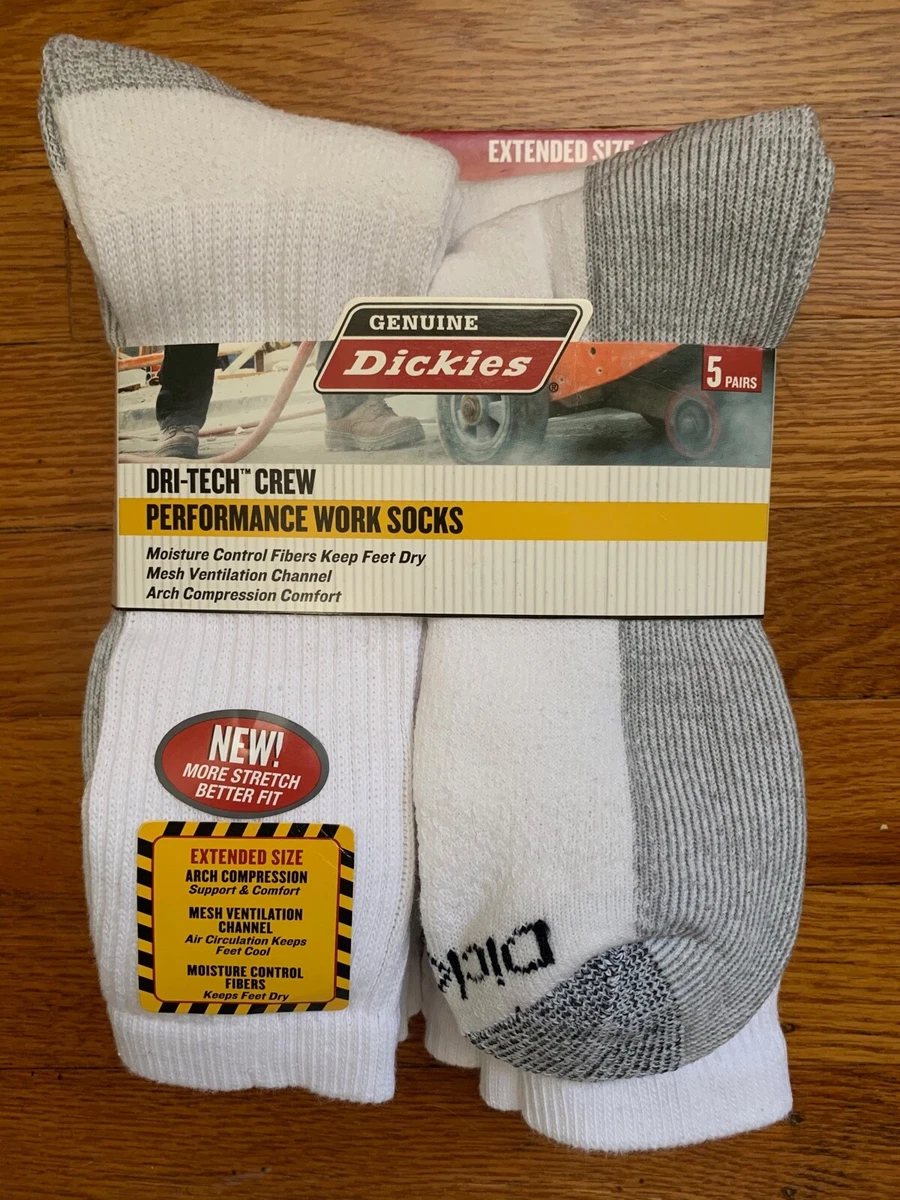 EXTENDED SIZE
GENUINE
Dickies
®
5 PAIRS
DRI-TECH™ CREW
PERFORMANCE WORK SOCKS
Moisture Control Fibers Keep Feet Dry
Mesh Ventilation Channel
Arch Compression Comfort
NEW!
MORE STRETCH
BETTER FIT
EXTENDED SIZE
ARCH COMPRESSION
Support & Comfort
MESH VENTILATION
CHANNEL
Air Circulation Keeps
Feet Cool
MOISTURE CONTROL
FIBERS
Keeps Feet Dry